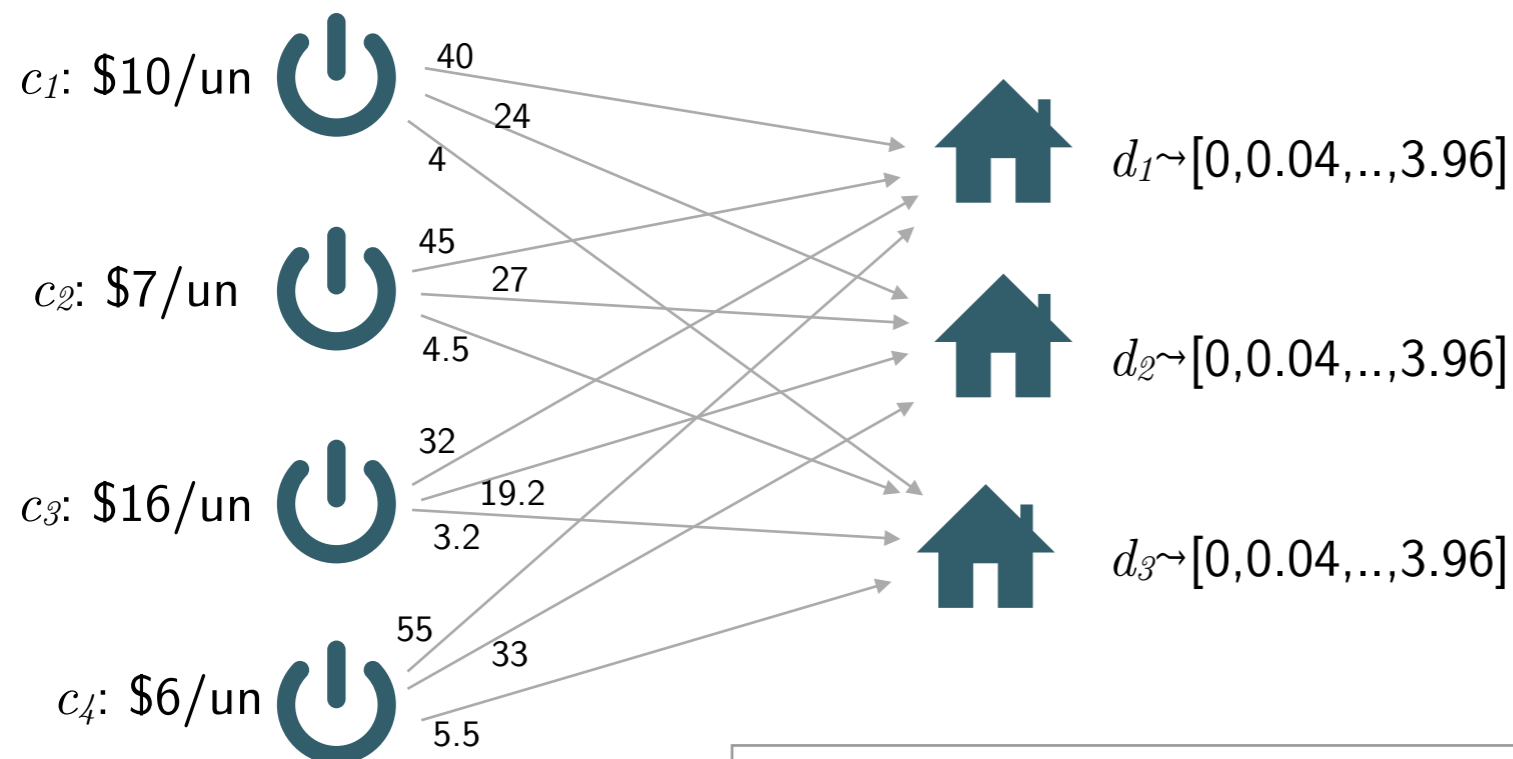 c1: $10/un
40
24
4
d1⤳[0,0.04,..,3.96]
c2: $7/un
45
27
4.5
d2⤳[0,0.04,..,3.96]
c3: $16/un
32
19.2
3.2
d3⤳[0,0.04,..,3.96]
c4: $6/un
55
33
5.5